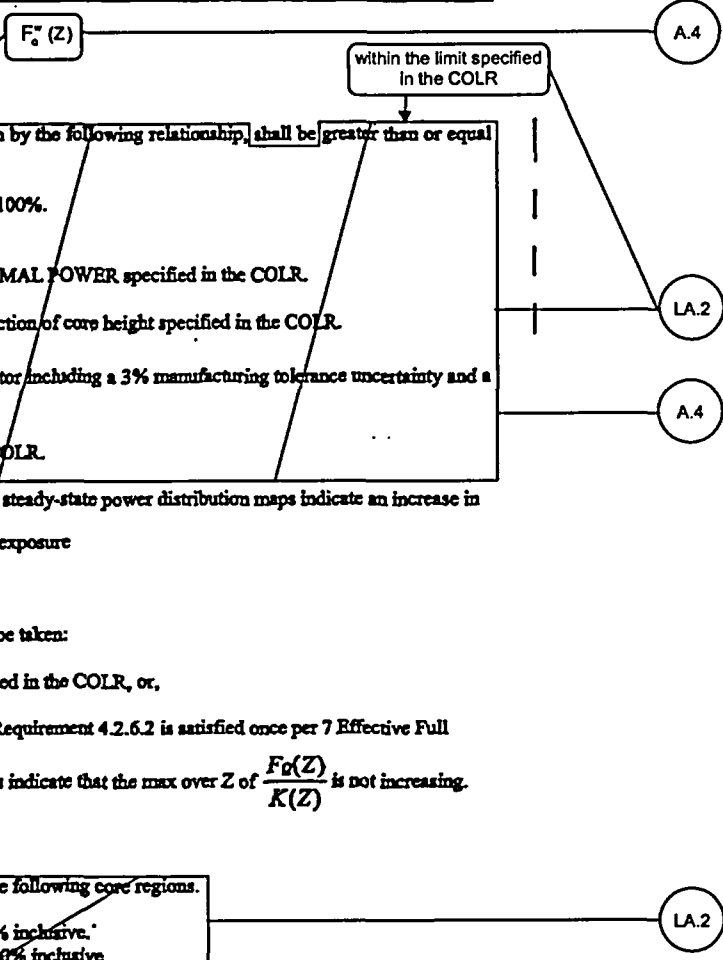 F_Q^w (Z)
A.4
within the limit specified
in the COLR
by the following relationship, shall be greater than or equal
100%.
MAL POWER specified in the COLR.
ction of core height specified in the COLR.
LA.2
tor including a 3% manufacturing tolerance uncertainty and a
A.4
OLR.
steady-state power distribution maps indicate an increase in
exposure
be taken:
ed in the COLR, or,
Requirement 4.2.6.2 is satisfied once per 7 Effective Full
s indicate that the max over Z of F_Q(Z)/K(Z) is not increasing.
e following core regions.
LA.2
% inclusive.
0% inclusive